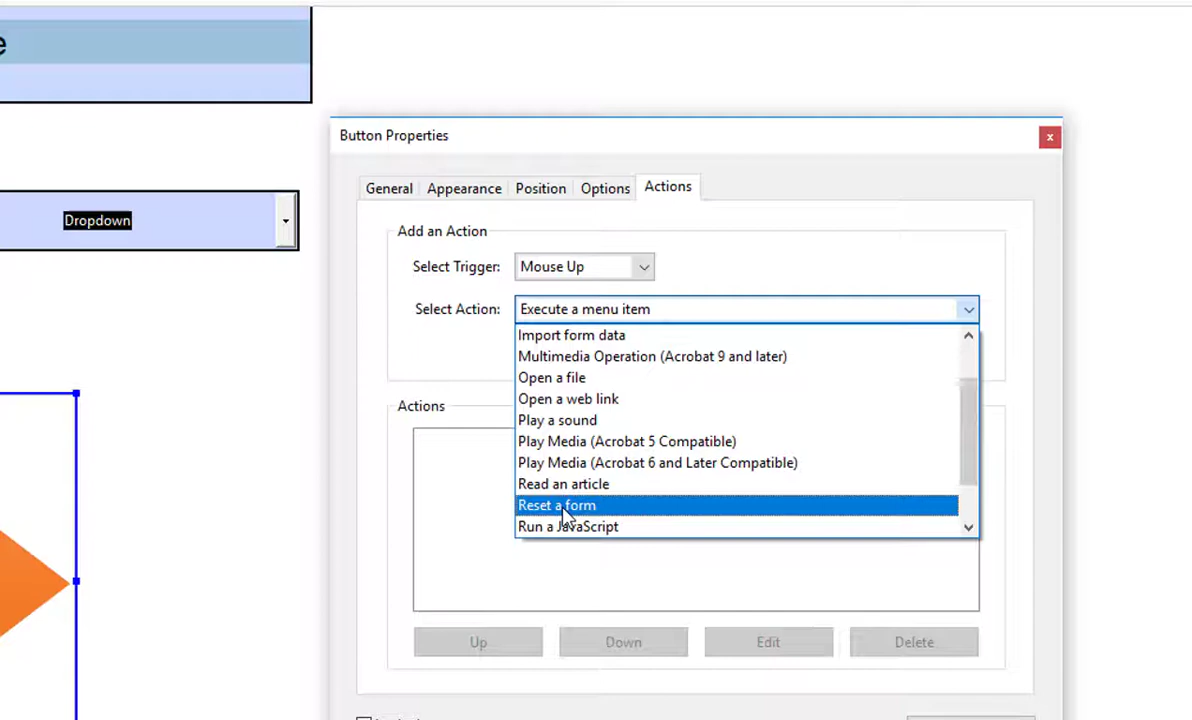 e
Button Properties
x
General Appearance Position Options Actions
Add an Action
Dropdown
Select Trigger: Mouse Up
Select Action: Execute a menu item
Import form data
Multimedia Operation (Acrobat 9 and later)
Open a file
Open a web link
Actions
Play a sound
Play Media (Acrobat 5 Compatible)
Play Media (Acrobat 6 and Later Compatible)
Read an article
Reset a form
Run a JavaScript
Up Down Edit Delete